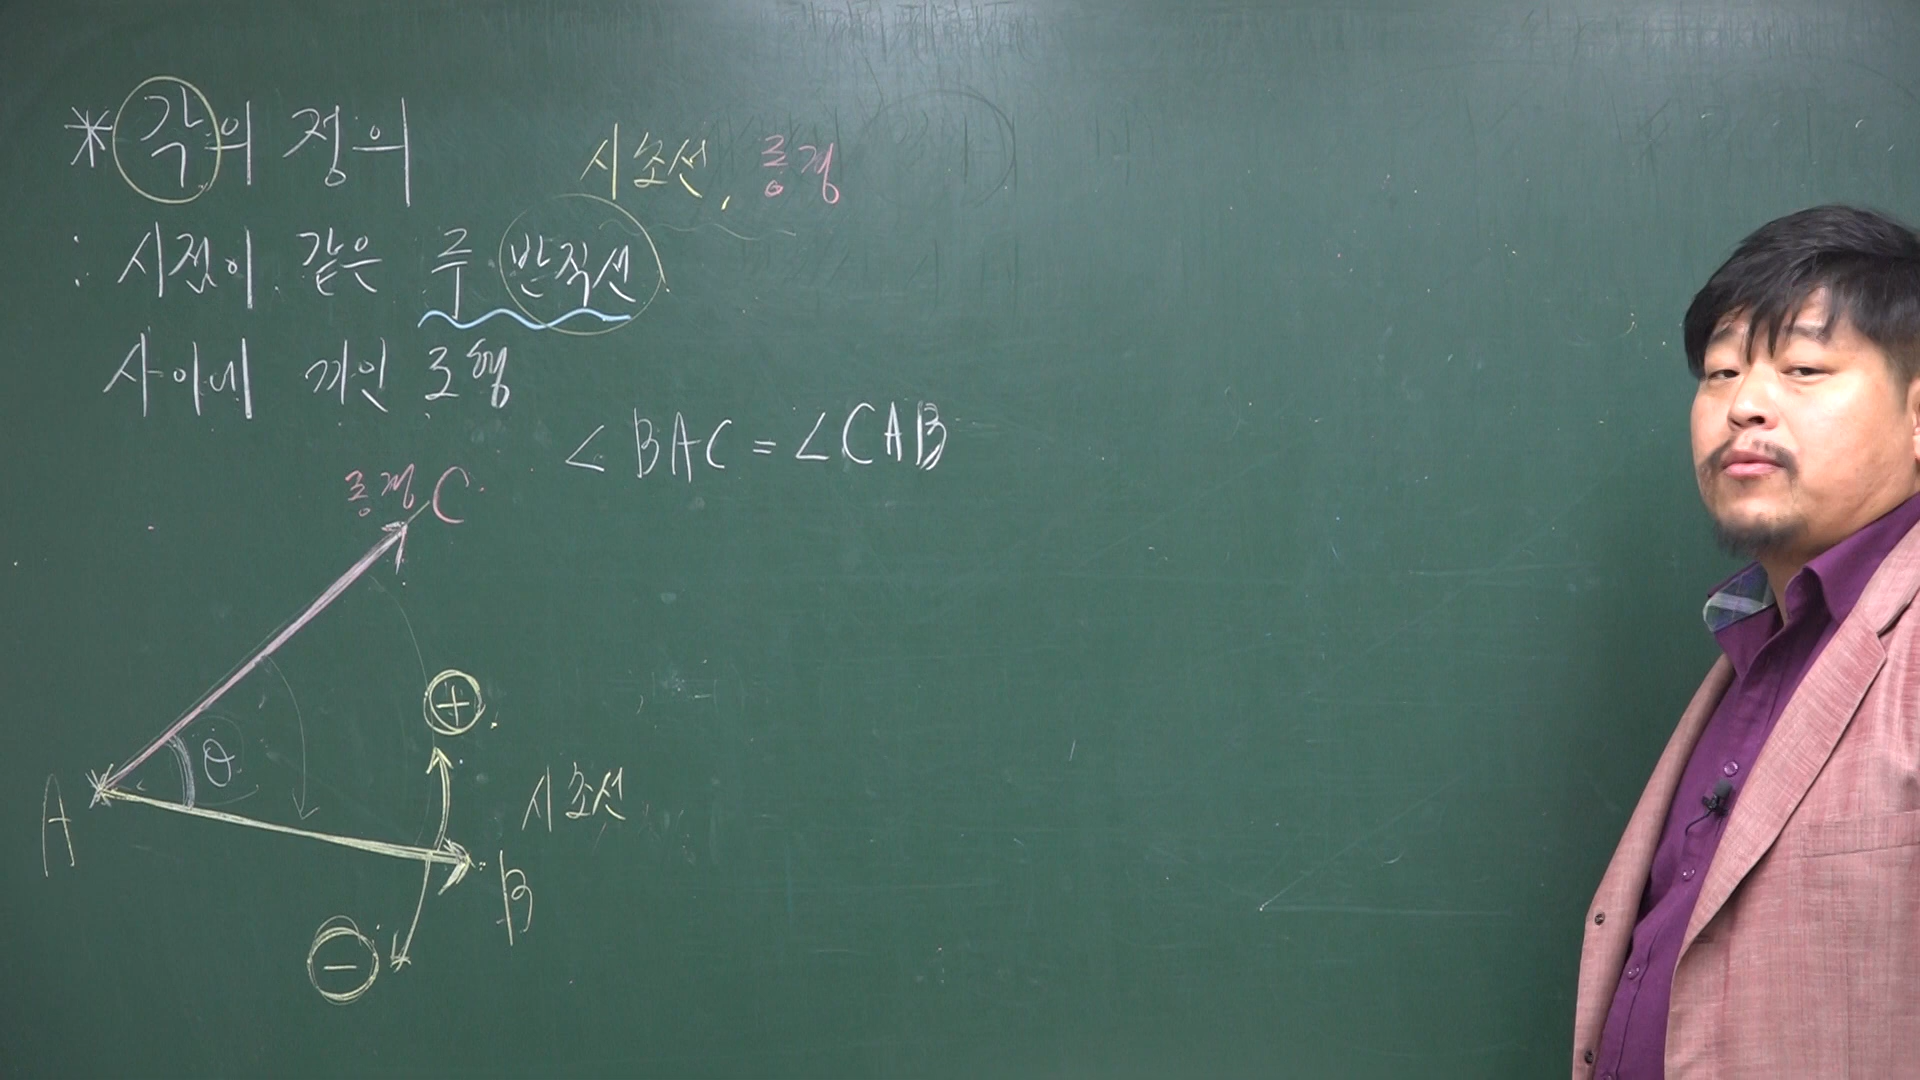 * 각의 정의
시초선, 종경
: 시점이 같은 두 반직선
사이에 끼인 도형
∠BAC = ∠CAB
종경 C
+
θ
A
시초선
B
−